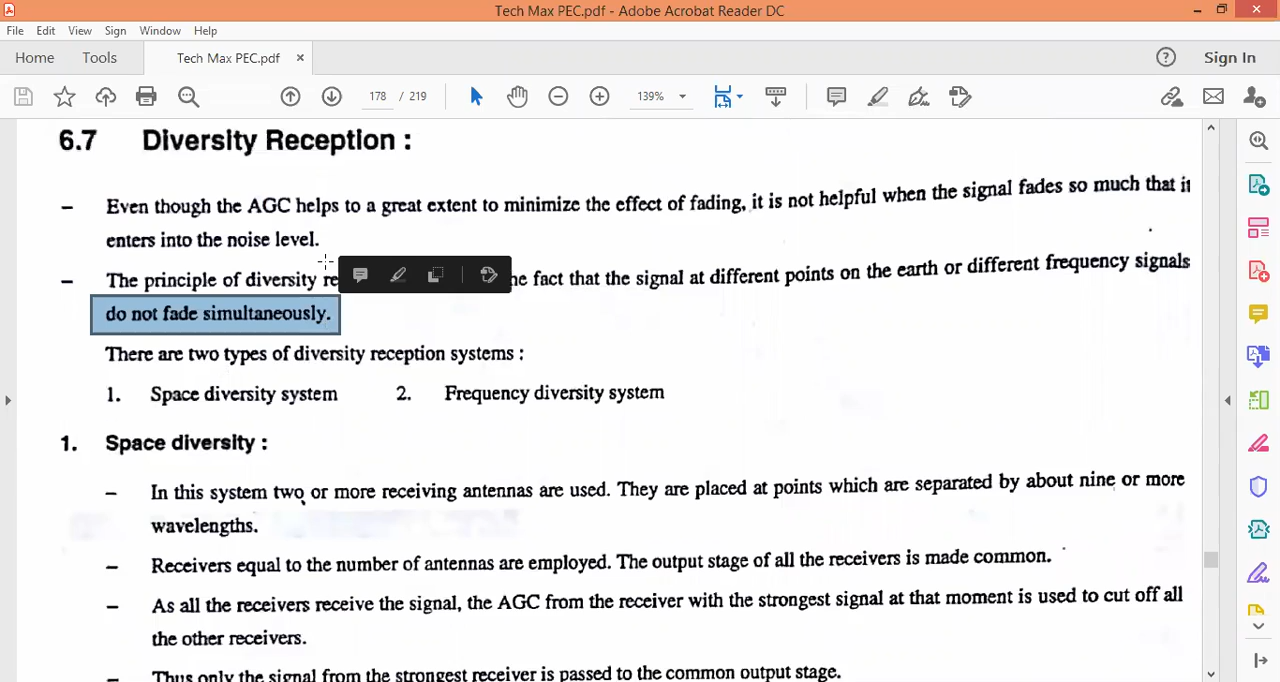 Tech Max PEC.pdf - Adobe Acrobat Reader DC
File Edit View Sign Window Help
Home Tools Tech Max PEC.pdf × ? Sign In
178 / 219 139%
6.7 Diversity Reception :
– Even though the AGC helps to a great extent to minimize the effect of fading, it is not helpful when the signal fades so much that it
enters into the noise level.
– The principle of diversity re he fact that the signal at different points on the earth or different frequency signals
do not fade simultaneously.
There are two types of diversity reception systems :
1. Space diversity system 2. Frequency diversity system
1. Space diversity :
– In this system two or more receiving antennas are used. They are placed at points which are separated by about nine or more
wavelengths.
– Receivers equal to the number of antennas are employed. The output stage of all the receivers is made common.
– As all the receivers receive the signal, the AGC from the receiver with the strongest signal at that moment is used to cut off all
the other receivers.
– Thus only the signal from the strongest receiver is passed to the common output stage.